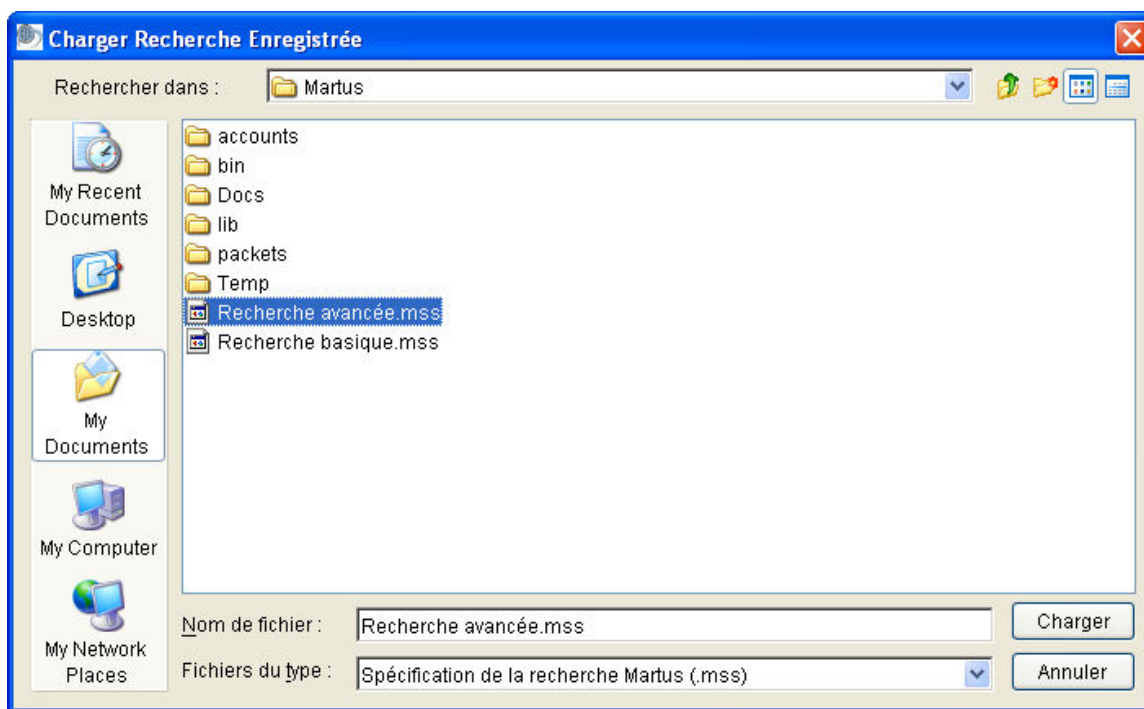 Charger Recherche Enregistrée
Rechercher dans :
Martus
My Recent
Documents
Desktop
My
Documents
My Computer
My Network
Places
accounts
bin
Docs
lib
packets
Temp
Recherche avancée.mss
Recherche basique.mss
Nom de fichier :
Recherche avancée.mss
Charger
Fichiers du type :
Spécification de la recherche Martus (.mss)
Annuler